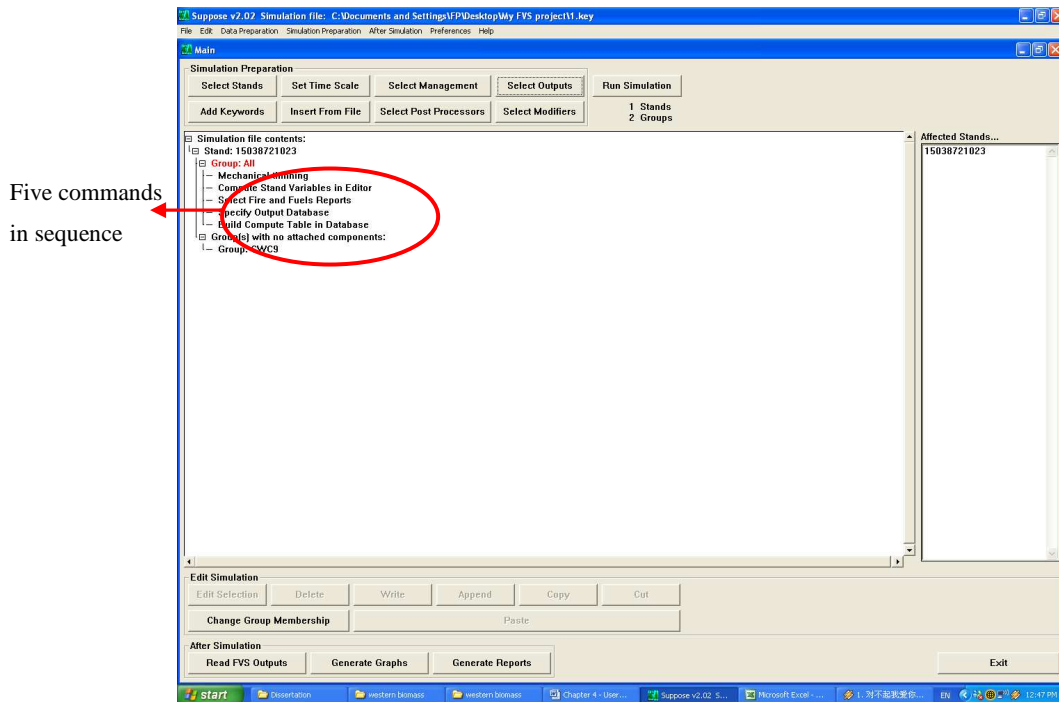 Suppose v2.02 Simulation file: C:\Documents and Settings\FP\Desktop\My FVS project\1.key
File Edit Data Preparation Simulation Preparation After Simulation Preferences Help
Main
Simulation Preparation
Select Stands Set Time Scale Select Management Select Outputs Run Simulation
Add Keywords Insert From File Select Post Processors Select Modifiers
1 Stands
2 Groups
Simulation file contents:
Stand: 15038721023
Group: All
Mechanical thinning
Compute Stand Variables in Editor
Select Fire and Fuels Reports
Specify Output Database
Build Compute Table in Database
Group(s) with no attached components:
Group: CWC9
Affected Stands...
15038721023
Five commands
in sequence
Edit Simulation
Edit Selection Delete Write Append Copy Cut
Change Group Membership Paste
After Simulation
Read FVS Outputs Generate Graphs Generate Reports Exit
start Dissertation western biomass western biomass Chapter 4 - User... Suppose v2.02 S... Microsoft Excel - ... 1. 对不起我爱你... EN 12:47 PM